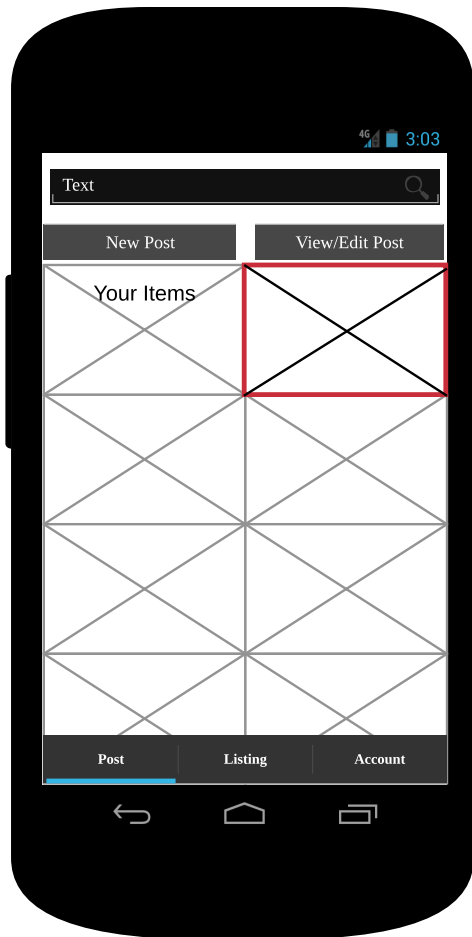 4G 3:03
Text
New Post View/Edit Post
Your Items
Post Listing Account